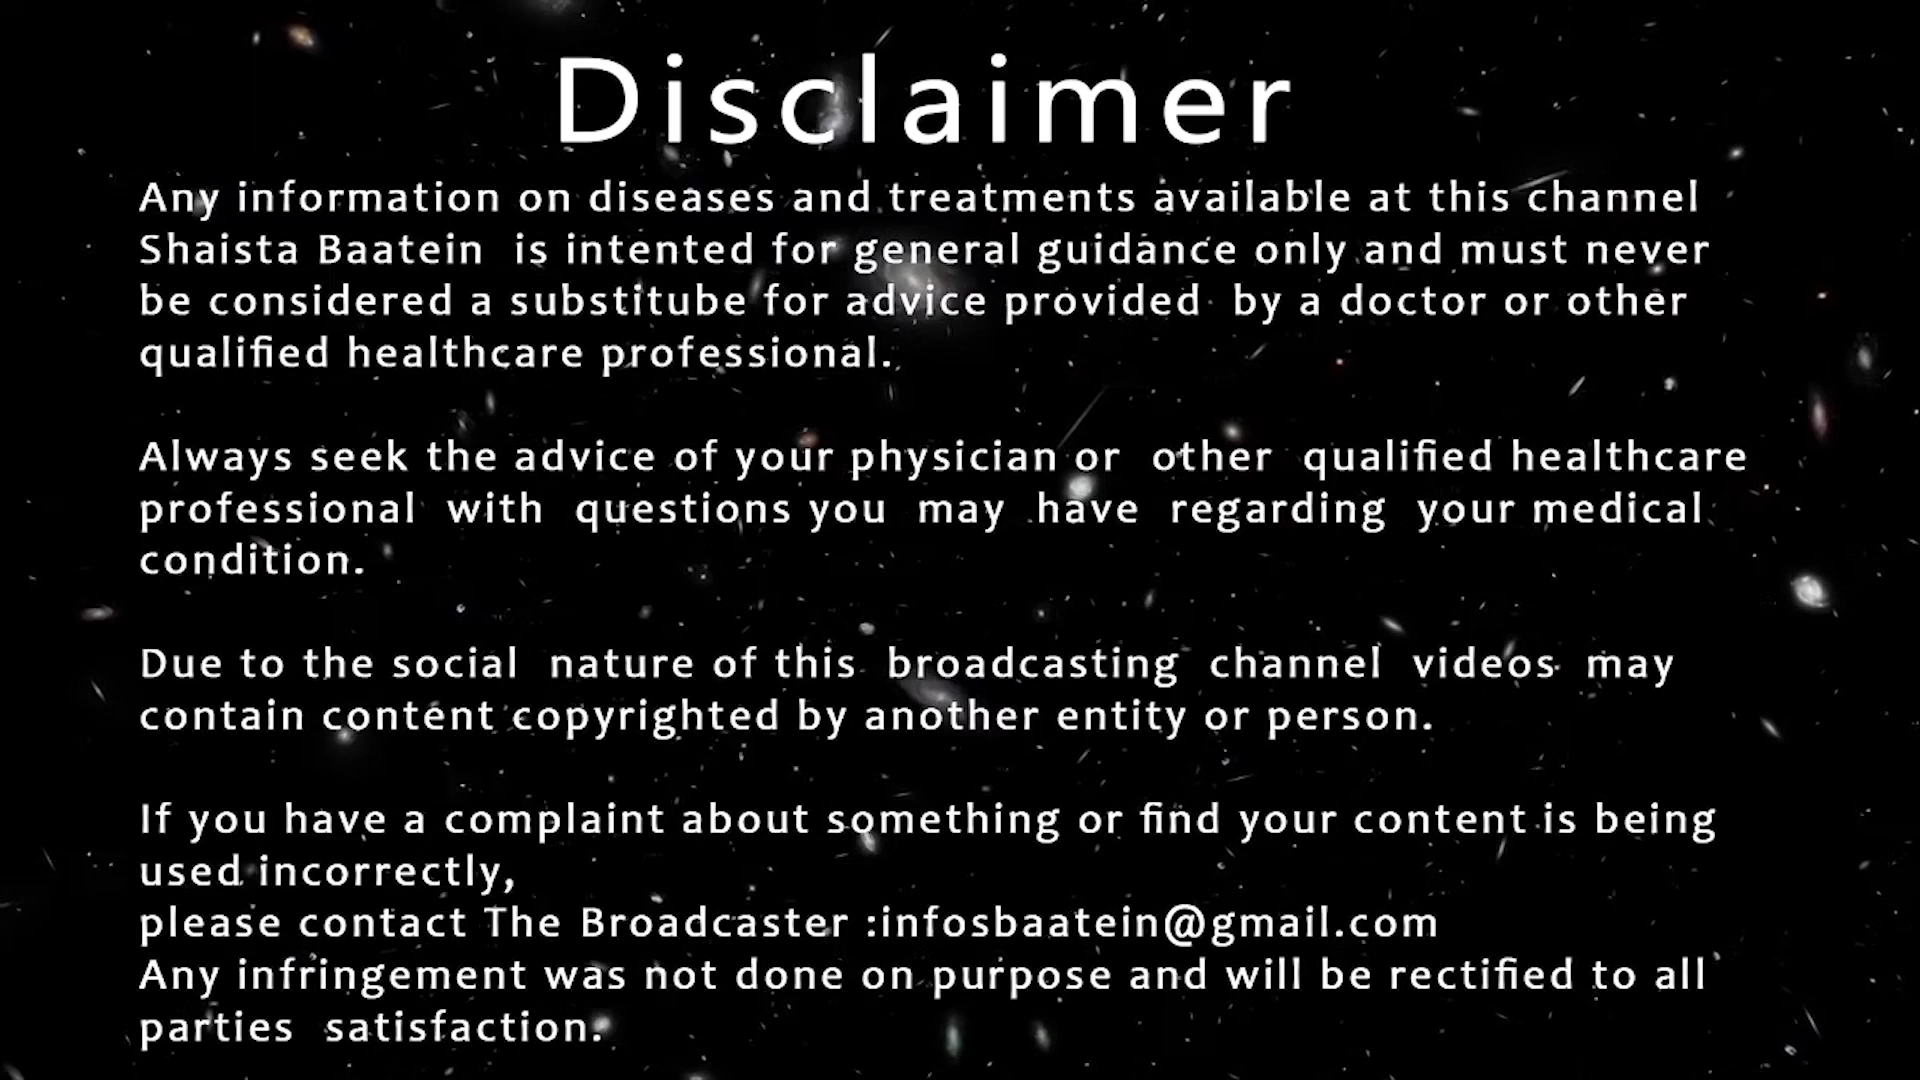 Disclaimer
Any information on diseases and treatments available at this channel
Shaista Baatein is intented for general guidance only and must never
be considered a substitube for advice provided by a doctor or other
qualified healthcare professional.
Always seek the advice of your physician or other qualified healthcare
professional with questions you may have regarding your medical
condition.
Due to the social nature of this broadcasting channel videos may
contain content copyrighted by another entity or person.
If you have a complaint about something or find your content is being
used incorrectly,
please contact The Broadcaster :infosbaatein@gmail.com
Any infringement was not done on purpose and will be rectified to all
parties satisfaction.